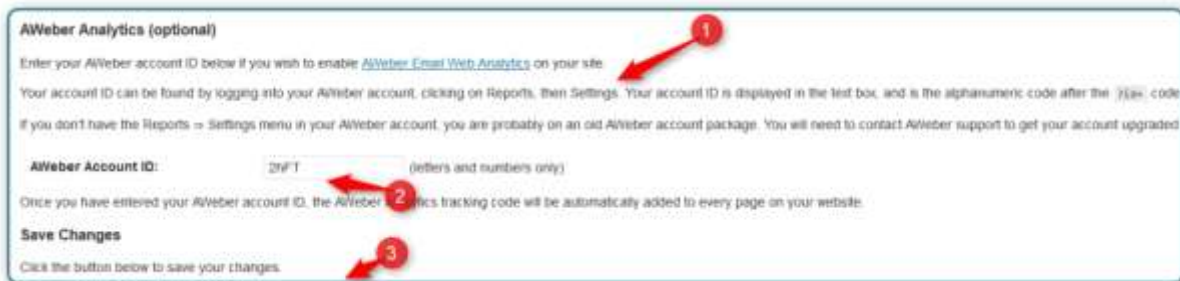 AWeber Analytics (optional)
1
Enter your AWeber account ID below if you wish to enable AWeber Email Web Analytics on your site.
Your account ID can be found by logging into your AWeber account, clicking on Reports, then Settings. Your account ID is displayed in the text box, and is the alphanumeric code after the code
If you don't have the Reports ⇒ Settings menu in your AWeber account, you are probably on an old AWeber account package. You will need to contact AWeber support to get your account upgraded
AWeber Account ID: (letters and numbers only)
2
Once you have entered your AWeber account ID, the AWeber tracking code will be automatically added to every page on your website.
Save Changes
3
Click the button below to save your changes.